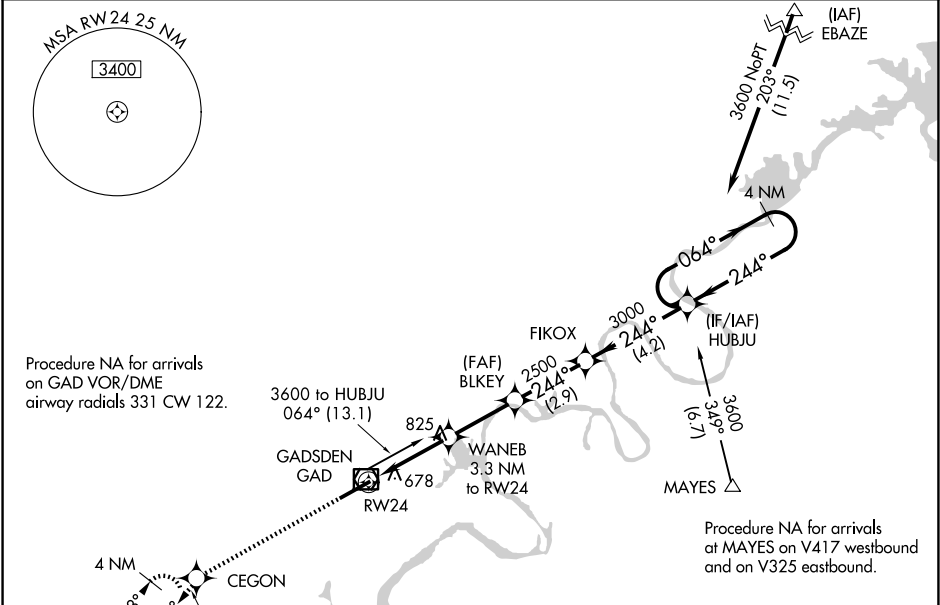 MSA RW24 25 NM
3400
(IAF)
EBAZE
3600 NoPT
203°
(11.5)
4 NM
064°
244°
(IF/IAF)
HUBJU
3000
244°
(4.2)
FIKOX
(FAF)
BLKEY
2500
244°
(2.9)
Procedure NA for arrivals
on GAD VOR/DME
airway radials 331 CW 122.
3600 to HUBJU
064° (13.1)
825
WANEB
3.3 NM
to RW24
GADSDEN
GAD
678
RW24
3600
349°
(6.7)
MAYES
Procedure NA for arrivals
at MAYES on V417 westbound
and on V325 eastbound.
4 NM
CEGON